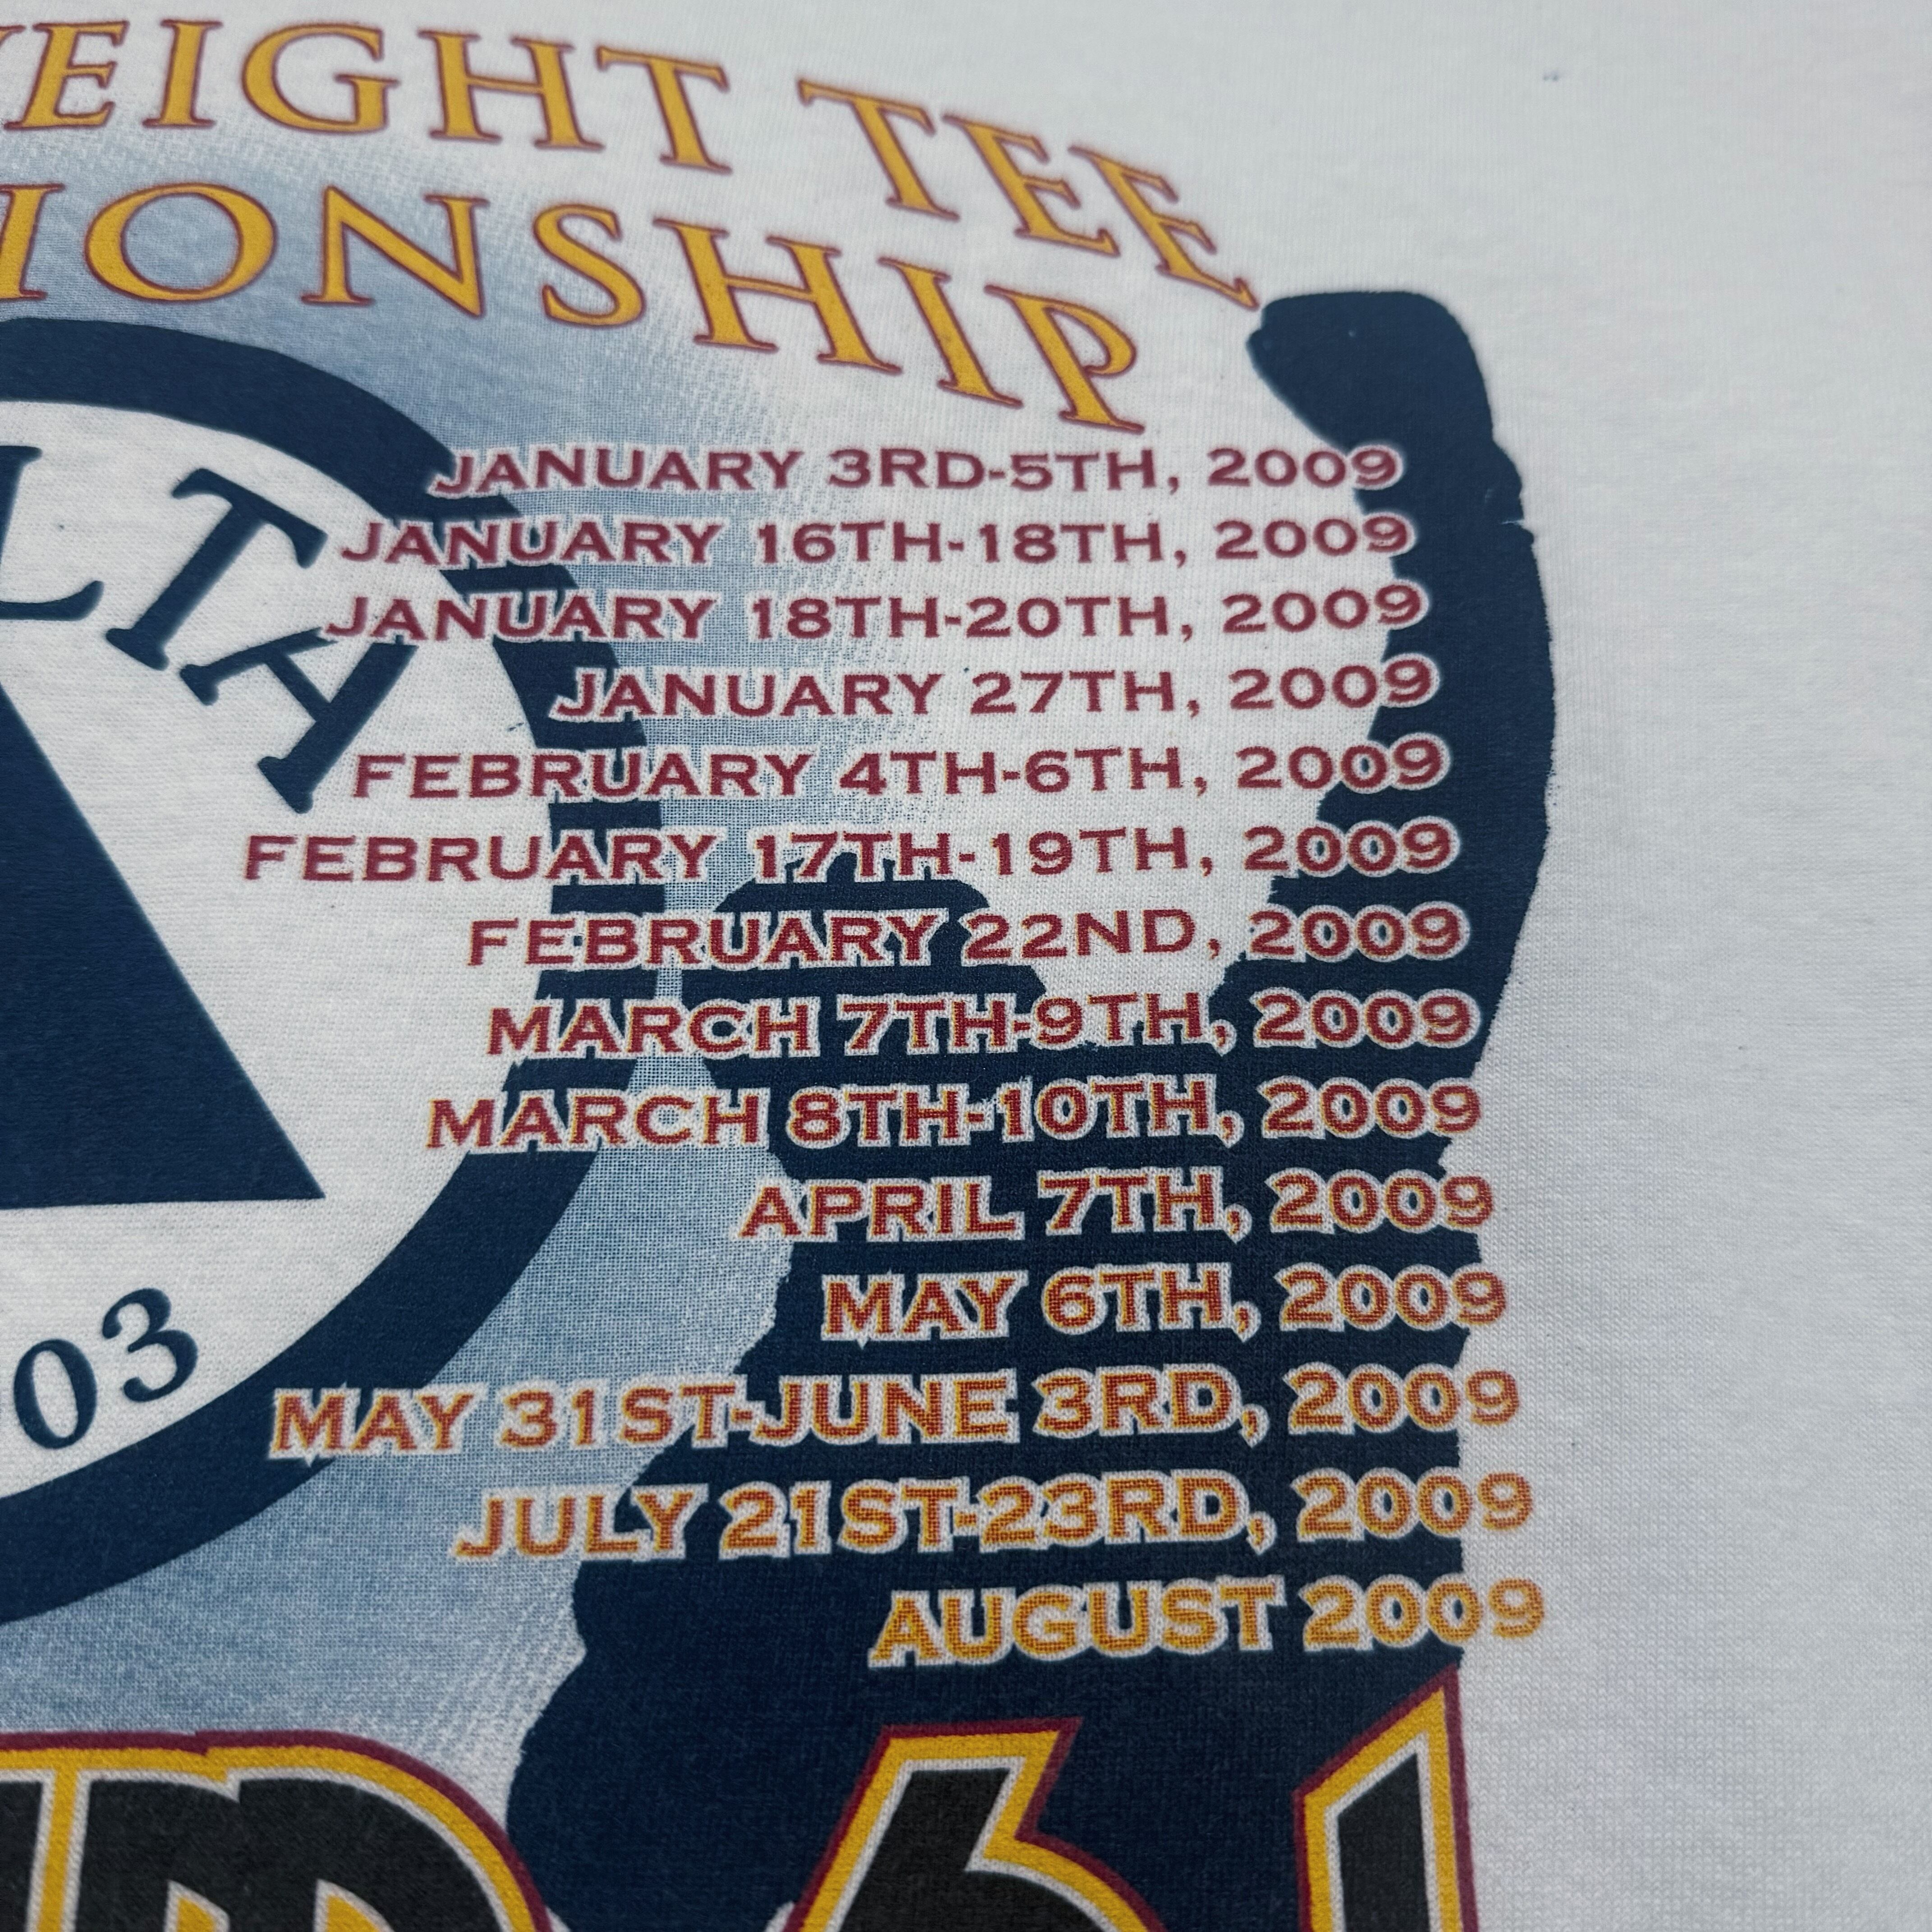 EIGHT TEE
IONSHIP
LTA
JANUARY 3RD-5TH, 2009
JANUARY 16TH-18TH, 2009
JANUARY 18TH-20TH, 2009
JANUARY 27TH, 2009
FEBRUARY 4TH-6TH, 2009
FEBRUARY 17TH-19TH, 2009
FEBRUARY 22ND, 2009
MARCH 7TH-9TH, 2009
MARCH 8TH-10TH, 2009
APRIL 7TH, 2009
MAY 6TH, 2009
03
MAY 31ST-JUNE 3RD, 2009
JULY 21ST-23RD, 2009
AUGUST 2009